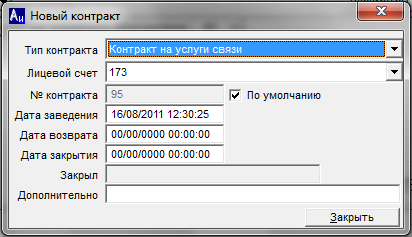 Новый контракт
Тип контракта Контракт на услуги связи
Лицевой счет 173
№ контракта 95 По умолчанию
Дата заведения 16/08/2011 12:30:25
Дата возврата 00/00/0000 00:00:00
Дата закрытия 00/00/0000 00:00:00
Закрыл
Дополнительно
Закрыть